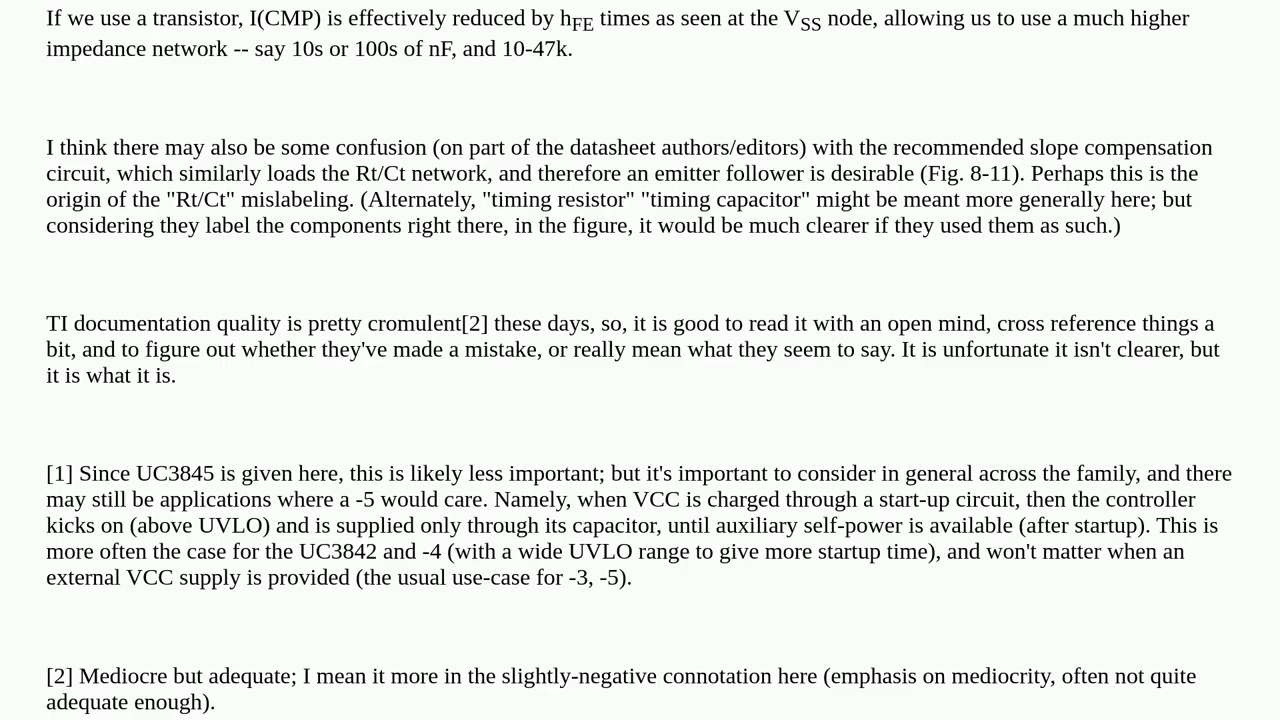 If we use a transistor, I(CMP) is effectively reduced by hFE times as seen at the VSS node, allowing us to use a much higher
impedance network -- say 10s or 100s of nF, and 10-47k.
I think there may also be some confusion (on part of the datasheet authors/editors) with the recommended slope compensation
circuit, which similarly loads the Rt/Ct network, and therefore an emitter follower is desirable (Fig. 8-11). Perhaps this is the
origin of the "Rt/Ct" mislabeling. (Alternately, "timing resistor" "timing capacitor" might be meant more generally here; but
considering they label the components right there, in the figure, it would be much clearer if they used them as such.)
TI documentation quality is pretty cromulent[2] these days, so, it is good to read it with an open mind, cross reference things a
bit, and to figure out whether they've made a mistake, or really mean what they seem to say. It is unfortunate it isn't clearer, but
it is what it is.
[1] Since UC3845 is given here, this is likely less important; but it's important to consider in general across the family, and there
may still be applications where a -5 would care. Namely, when VCC is charged through a start-up circuit, then the controller
kicks on (above UVLO) and is supplied only through its capacitor, until auxiliary self-power is available (after startup). This is
more often the case for the UC3842 and -4 (with a wide UVLO range to give more startup time), and won't matter when an
external VCC supply is provided (the usual use-case for -3, -5).
[2] Mediocre but adequate; I mean it more in the slightly-negative connotation here (emphasis on mediocrity, often not quite
adequate enough).